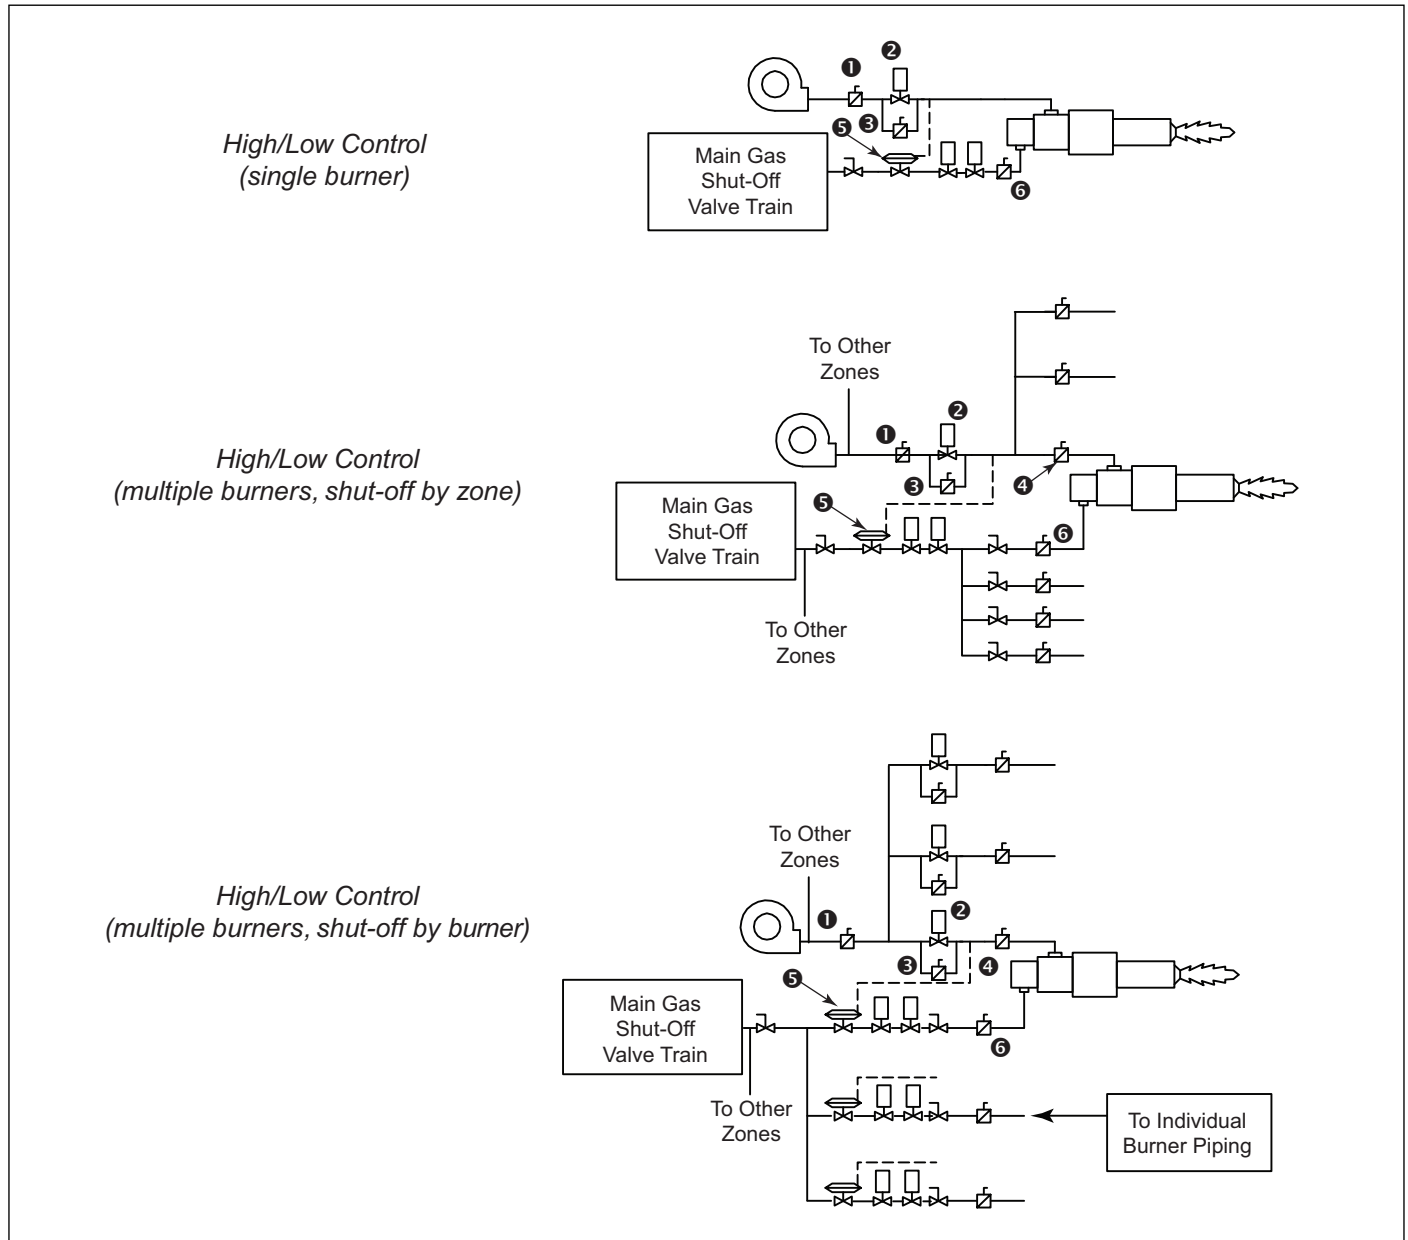 ❷
❶
❺ ❸
High/Low Control
(single burner)
Main Gas
Shut-Off
Valve Train
❻
To Other
Zones
❷
❶
High/Low Control
(multiple burners, shut-off by zone)
❸
❹
❺
Main Gas
Shut-Off
Valve Train
❻
To Other
Zones
To Other
Zones
High/Low Control
(multiple burners, shut-off by burner)
❶
❷
❸
❹
❺
Main Gas
Shut-Off
Valve Train
❻
To Other
Zones
To Individual
Burner Piping